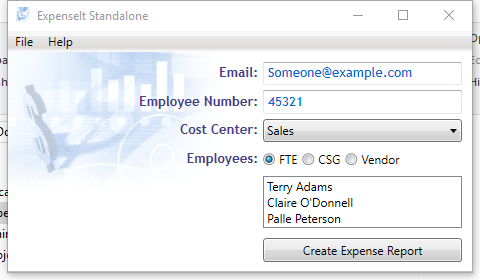 ExpenseIt Standalone
File Help
Email: Someone@example.com
Employee Number: 45321
Cost Center: Sales
Employees: FTE CSG Vendor
Terry Adams
Claire O'Donnell
Palle Peterson
Create Expense Report